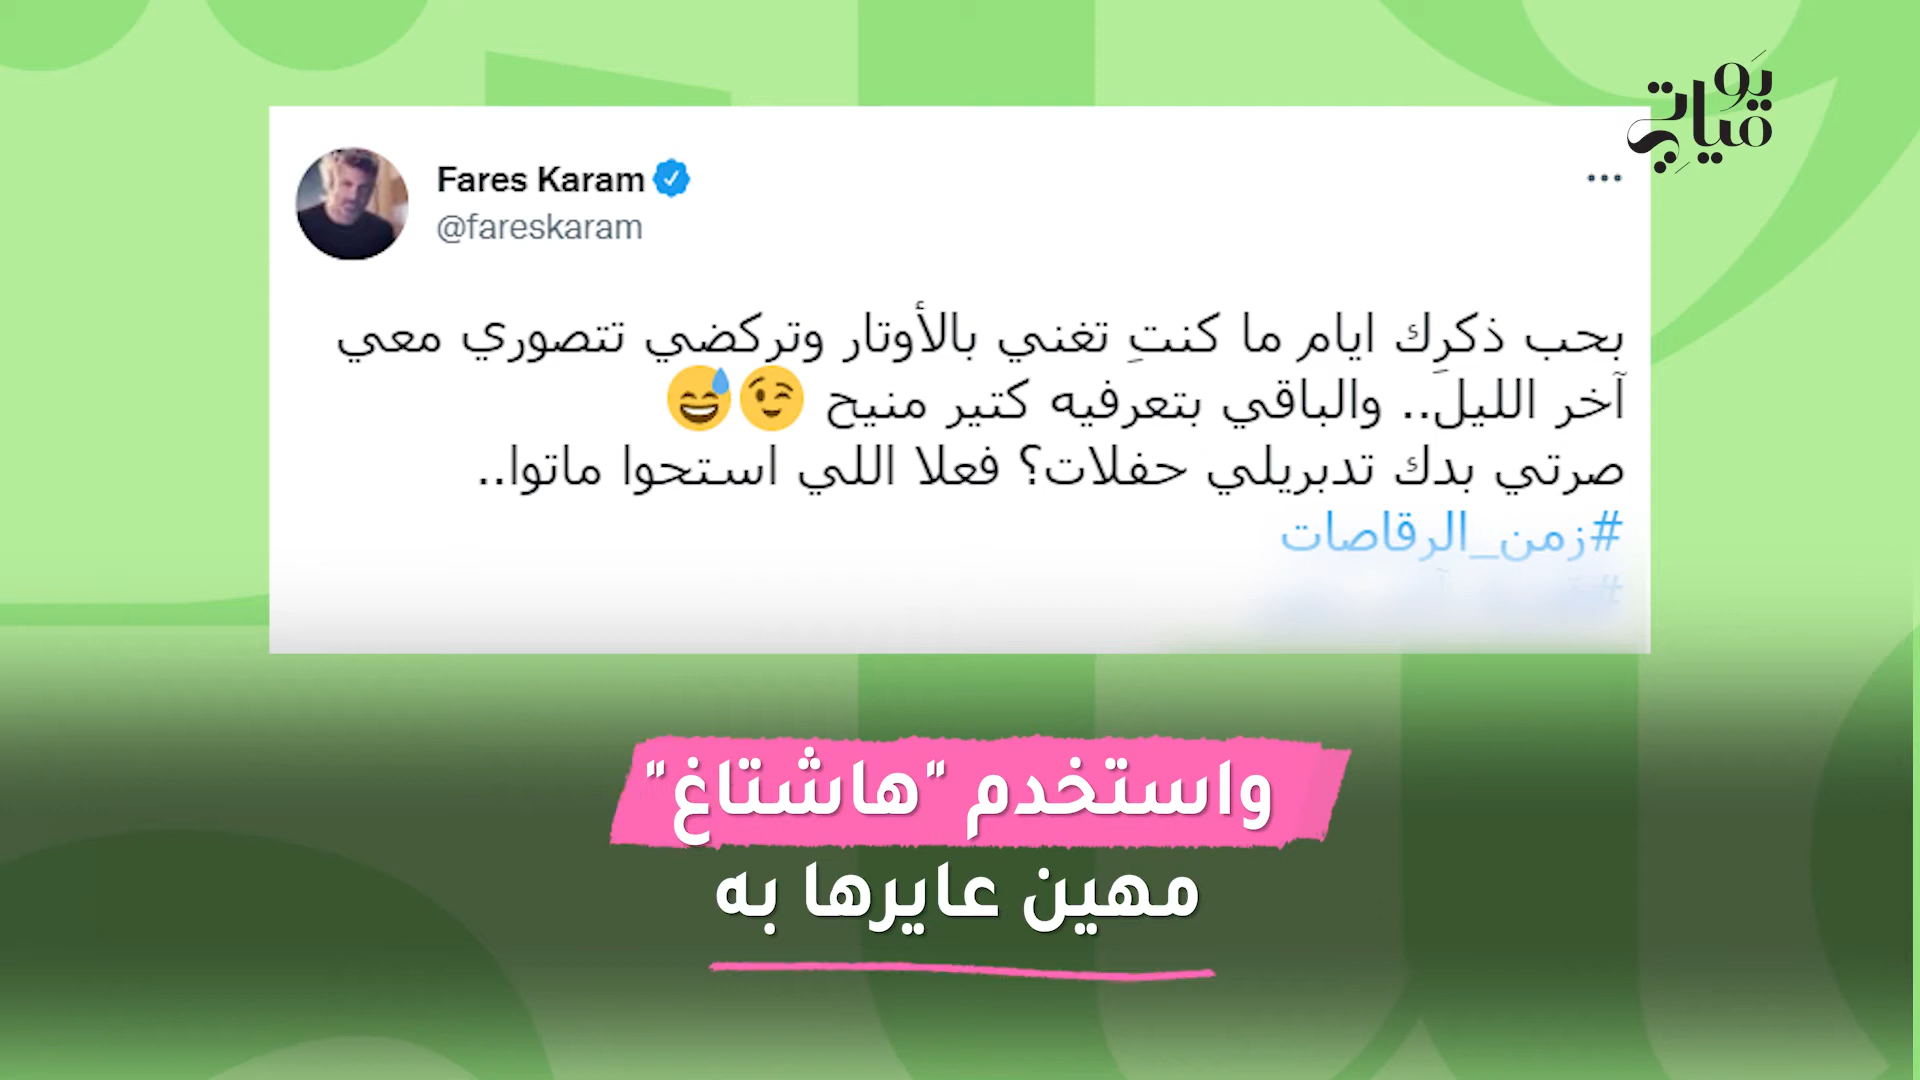 يوميات
Fares Karam
@fareskaram
بحب ذكرِك ايام ما كنتِ تغني بالأوتار وتركضي تتصوري معي
آخر الليل.. والباقي بتعرفيه كتير منيح 😉😅
صرتي بدك تدبريلي حفلات؟ فعلا اللي استحوا ماتوا..
#زمن_الرقاصات
واستخدم "هاشتاغ"
مهين عايرها به